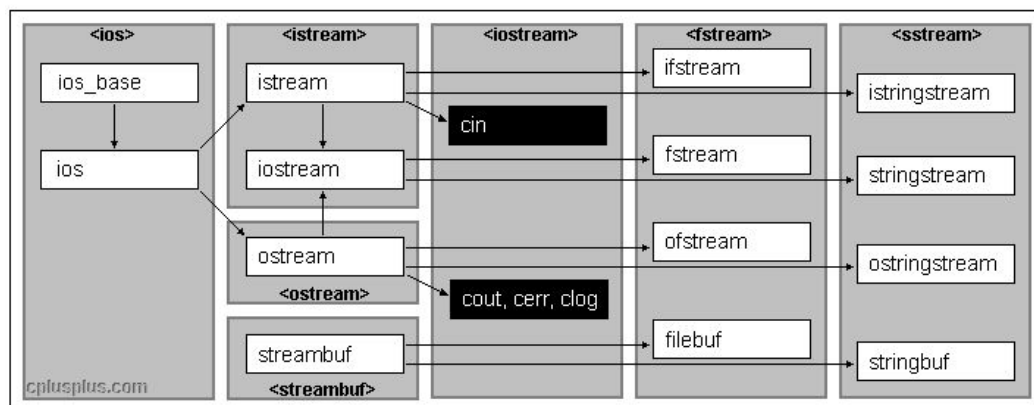 <ios>
ios_base
ios
cplusplus.com
<istream>
istream
iostream
ostream
<ostream>
streambuf
<streambuf>
<iostream>
cin
cout, cerr, clog
<fstream>
ifstream
fstream
ofstream
filebuf
<sstream>
istringstream
stringstream
ostringstream
stringbuf